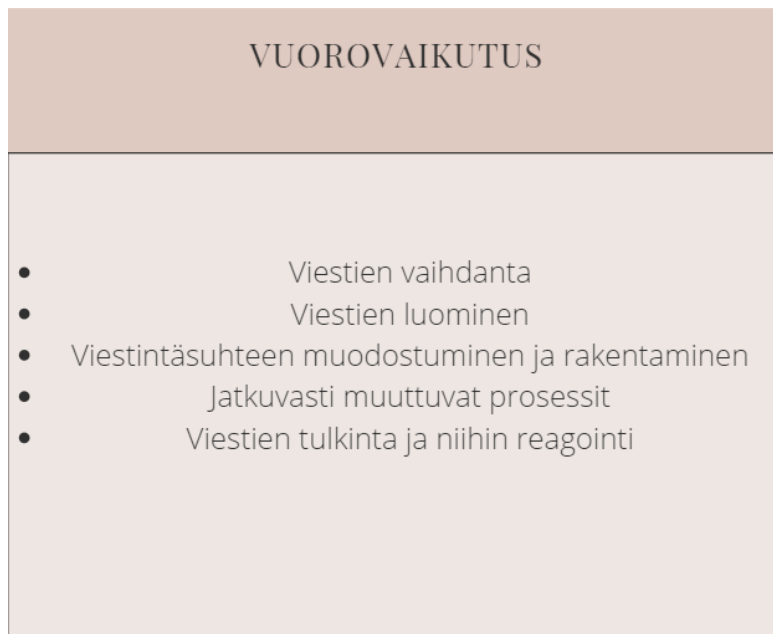 VUOROVAIKUTUS
• Viestien vaihdanta
• Viestien luominen
• Viestintäsuhteen muodostuminen ja rakentaminen
• Jatkuvasti muuttuvat prosessit
• Viestien tulkinta ja niihin reagointi